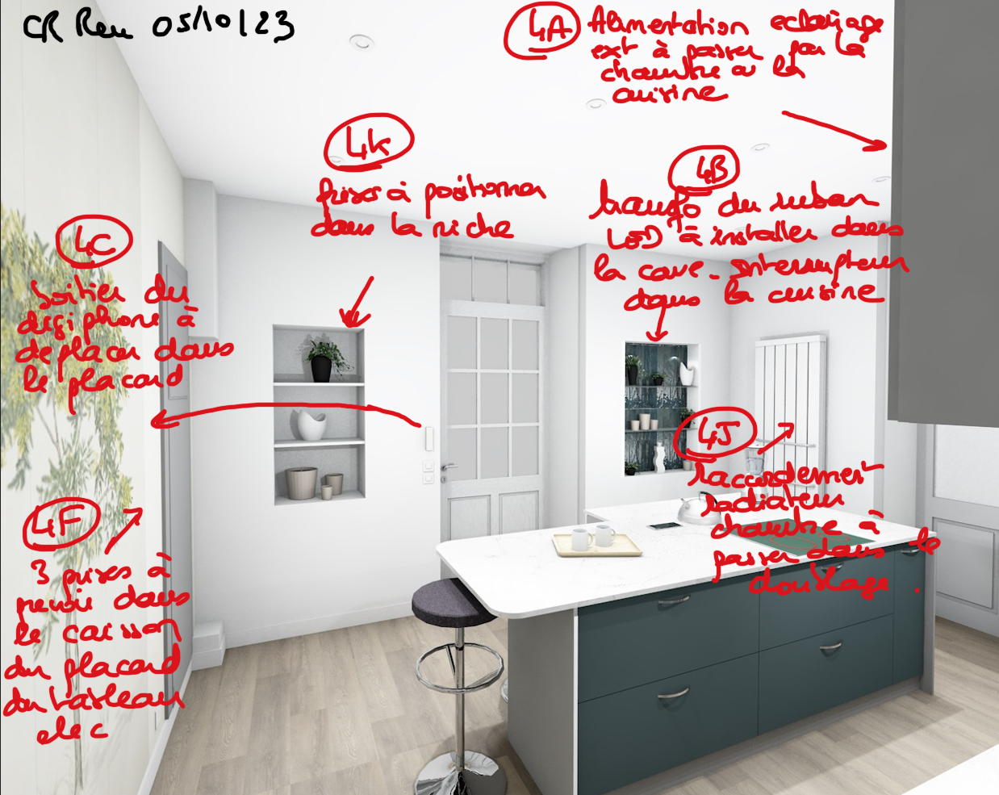 CR Reu 05/10/23
4A
Alimentation eclairage
ext à passer par la
chambre ou la
cuisine
4K
prises à positionner
dans la niche
4B
transfo du ruban
LED à installer dans
la cave - Interrupteur
dans la cuisine
4C
boitier du
digiphone à
deplacer dans
le placard
4J
raccordement
radiateur
chambre à
passer dans le
doublage.
4F
3 prises à
prevoir dans
le caisson
du placard
du tableau
elec